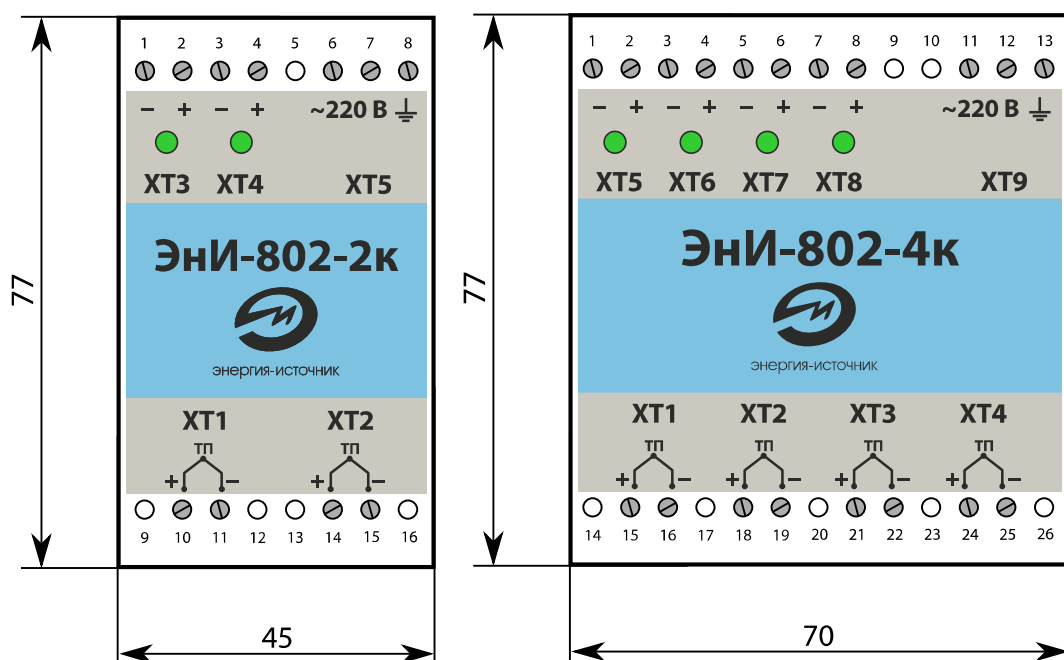 1 2 3 4 5 6 7 8
− + − + ~220 В
ХТ3 ХТ4 ХТ5
ЭнИ-802-2к
энергия-источник
ХТ1 ХТ2
ТП ТП
+ − + −
9 10 11 12 13 14 15 16
77
45
1 2 3 4 5 6 7 8 9 10 11 12 13
− + − + − + − + ~220 В
ХТ5 ХТ6 ХТ7 ХТ8 ХТ9
ЭнИ-802-4к
энергия-источник
ХТ1 ХТ2 ХТ3 ХТ4
ТП ТП ТП ТП
+ − + − + − + −
14 15 16 17 18 19 20 21 22 23 24 25 26
77
70